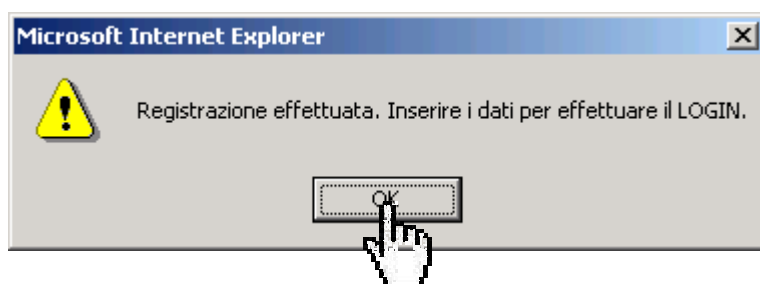 Microsoft Internet Explorer
Registrazione effettuata. Inserire i dati per effettuare il LOGIN.
OK